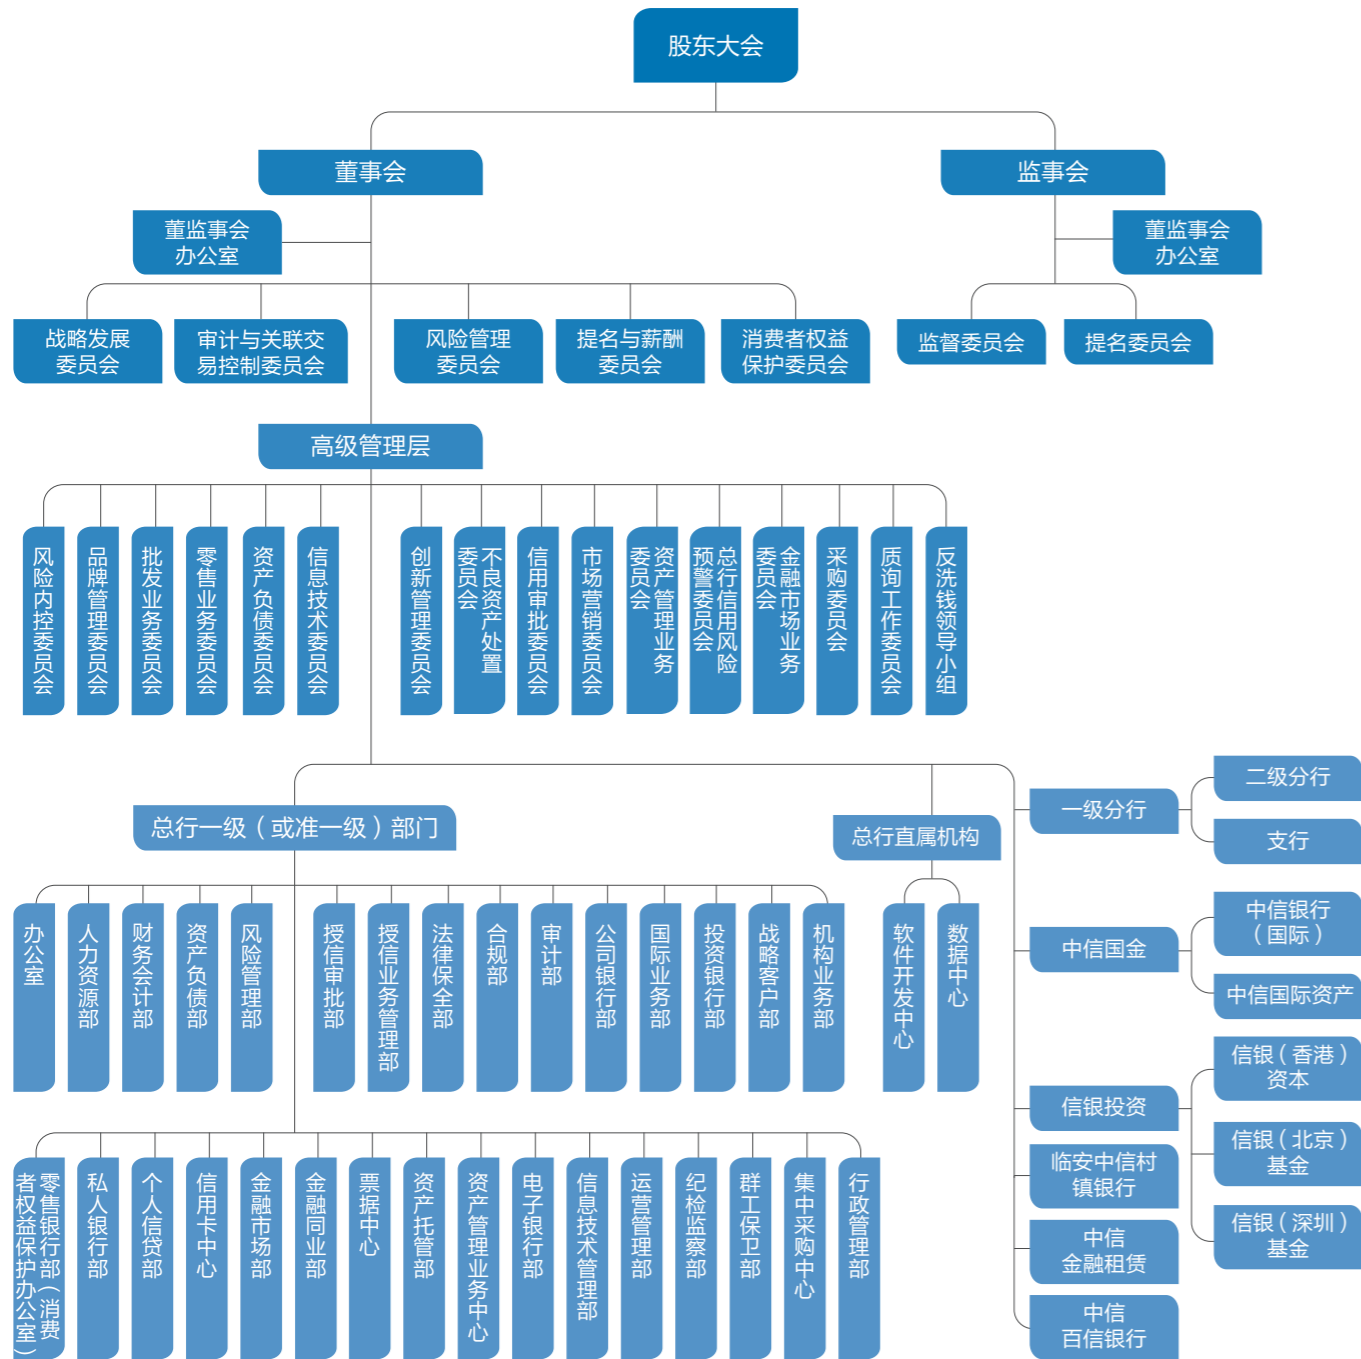 股东大会
董事会
监事会
董监事会
办公室
董监事会
办公室
战略发展
委员会
审计与关联交
易控制委员会
风险管理
委员会
提名与薪酬
委员会
消费者权益
保护委员会
监督委员会
提名委员会
高级管理层
风险内控委员会
品牌管理委员会
批发业务委员会
零售业务委员会
资产负债委员会
信息技术委员会
创新管理委员会
不良资产处置
委员会
信用审批委员会
市场营销委员会
资产管理业务
委员会
总行信用风险
预警委员会
金融市场业务
委员会
采购委员会
质询工作委员会
反洗钱领导小组
总行一级（或准一级）部门
总行直属机构
一级分行
二级分行
支行
办公室
人力资源部
财务会计部
资产负债部
风险管理部
授信审批部
授信业务管理部
法律保全部
合规部
审计部
公司银行部
国际业务部
投资银行部
战略客户部
机构业务部
软件开发中心
数据中心
中信国金
中信银行
（国际）
中信国际资产
信银投资
信银（香港）
资本
信银（北京）
基金
信银（深圳）
基金
临安中信村
镇银行
中信
金融租赁
中信
百信银行
零售银行部（消费
者权益保护办公室）
私人银行部
个人信贷部
信用卡中心
金融市场部
金融同业部
票据中心
资产托管部
资产管理业务中心
电子银行部
信息技术管理部
运营管理部
纪检监察部
群工保卫部
集中采购中心
行政管理部